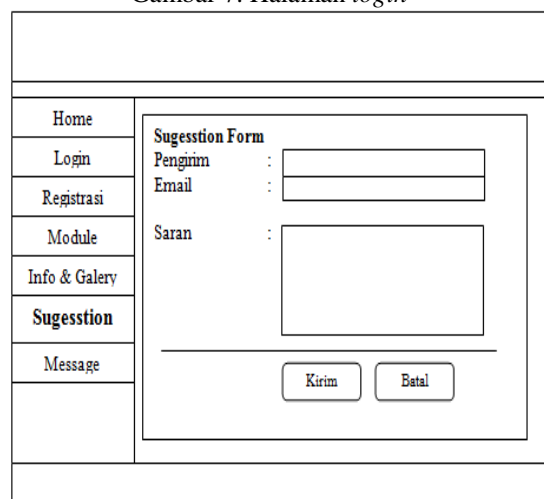 Gambar 7. Halaman login
Home
Login
Registrasi
Module
Info & Galery
Sugesstion
Message
Sugesstion Form
Pengirim :
Email :
Saran :
Kirim
Batal